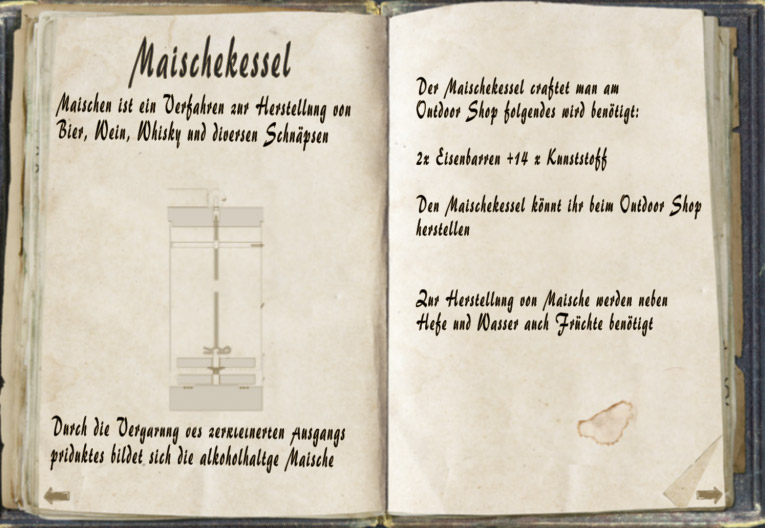 Maischekessel
Maischen ist ein Verfahren zur Herstellung von
Bier, Wein, Whisky und diversen Schnäpsen
Durch die Vergarung des zerkleinerten Ausgangs
priduktes bildet sich die alkoholhaltge Maische
Der Maischekessel craftet man am
Outdoor Shop folgendes wird benötigt:
2x Eisenbarren +14 x Kunststoff
Den Maischekessel könnt ihr beim Outdoor Shop
herstellen
Zur Herstellung von Maische werden neben
Hefe und Wasser auch Früchte benötigt